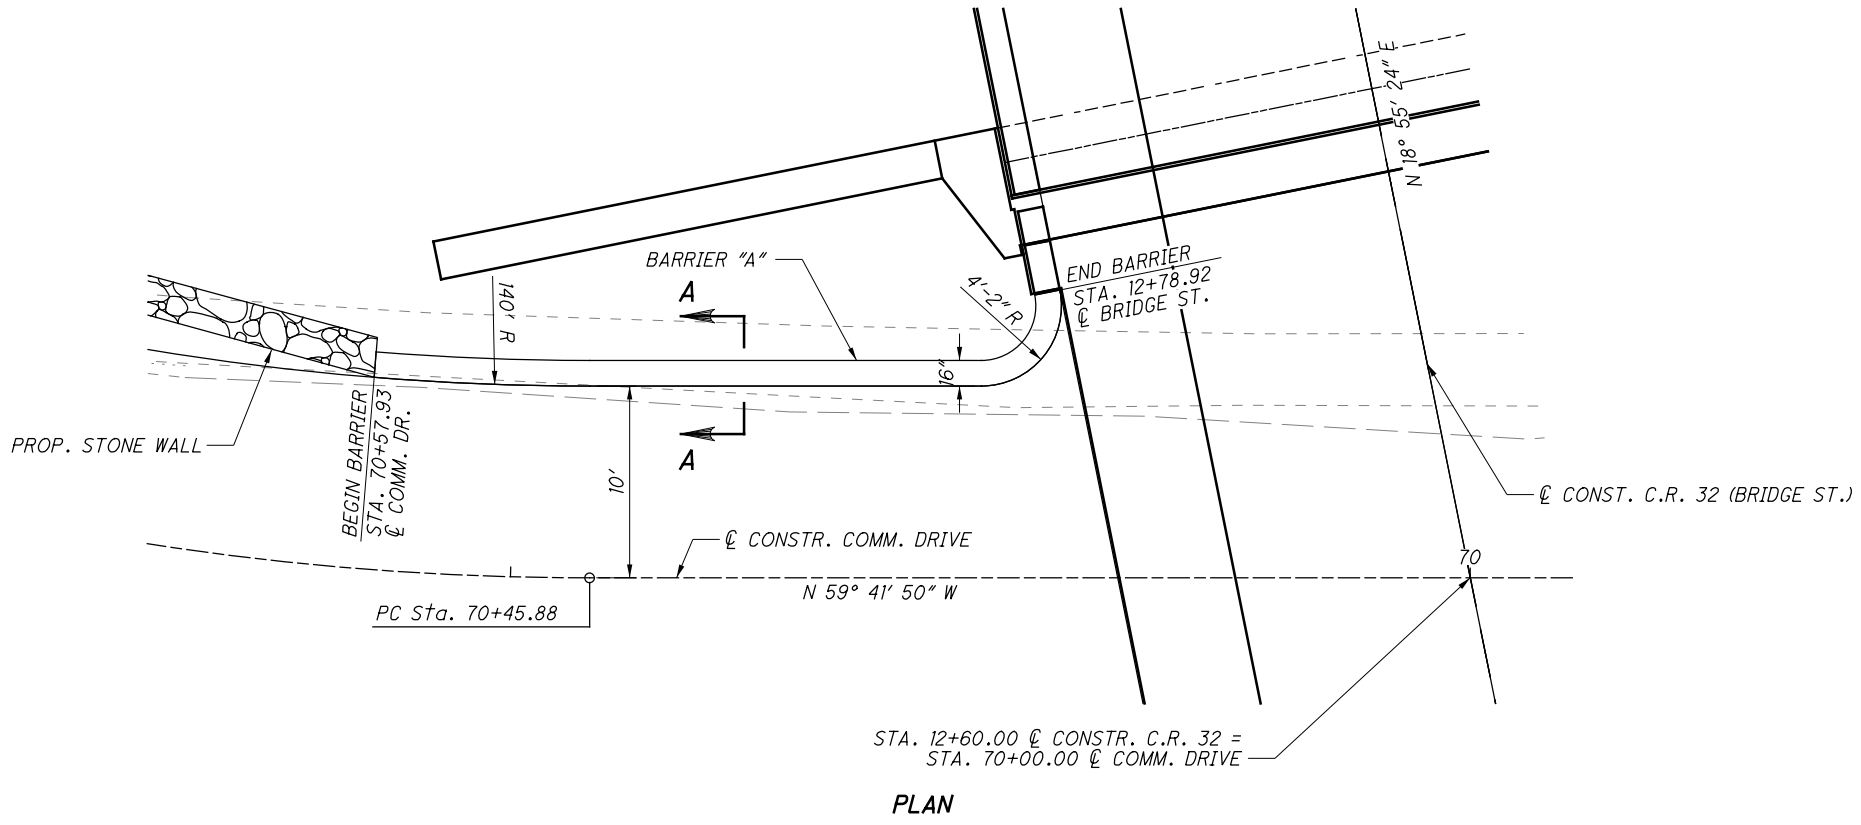 N 18° 55' 24" E
BARRIER "A"
END BARRIER
STA. 12+78.92
℄ BRIDGE ST.
140' R
A
4'-2" R
16"
PROP. STONE WALL
BEGIN BARRIER
STA. 70+57.93
℄ COMM. DR.
A
10'
℄ CONST. C.R. 32 (BRIDGE ST.)
℄ CONSTR. COMM. DRIVE
70
N 59° 41' 50" W
PC Sta. 70+45.88
STA. 12+60.00 ℄ CONSTR. C.R. 32 =
STA. 70+00.00 ℄ COMM. DRIVE
PLAN